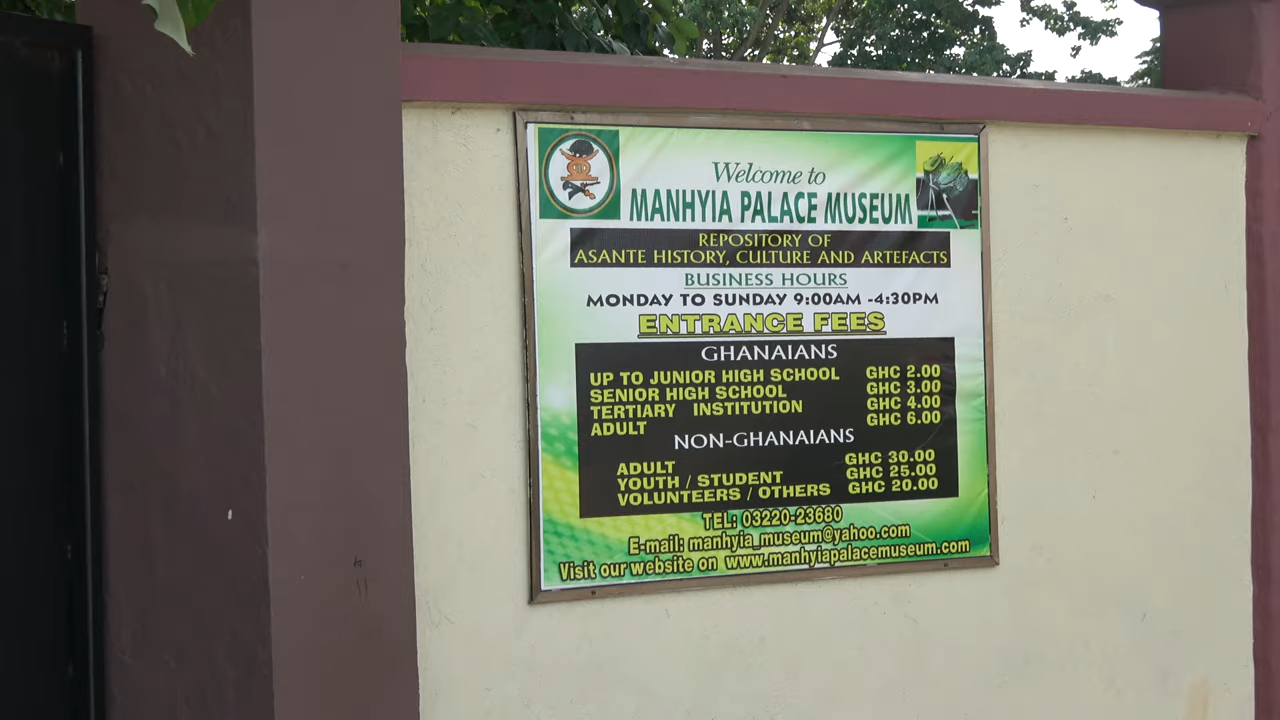 Welcome to
MANHYIA PALACE MUSEUM
REPOSITORY OF
ASANTE HISTORY, CULTURE AND ARTEFACTS
BUSINESS HOURS
MONDAY TO SUNDAY 9:00AM -4:30PM
ENTRANCE FEES
GHANAIANS
UP TO JUNIOR HIGH SCHOOL GHC 2.00
SENIOR HIGH SCHOOL GHC 3.00
TERTIARY INSTITUTION GHC 4.00
ADULT GHC 6.00
NON-GHANAIANS
ADULT GHC 30.00
YOUTH / STUDENT GHC 25.00
VOLUNTEERS / OTHERS GHC 20.00
TEL: 03220-23680
E-mail: manhyia_museum@yahoo.com
Visit our website on www.manhyiapalacemuseum.com